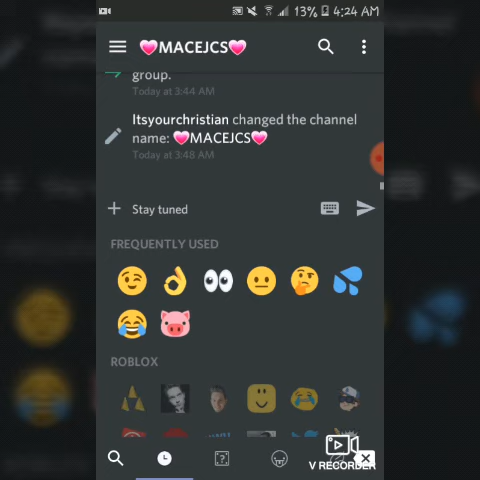 13% 4:24 AM
💗MACEJCS💗
group.
Today at 3:44 AM
Itsyourchristian changed the channel
name: 💗MACEJCS💗
Today at 3:48 AM
Stay tuned
FREQUENTLY USED
ROBLOX
V RECORDER